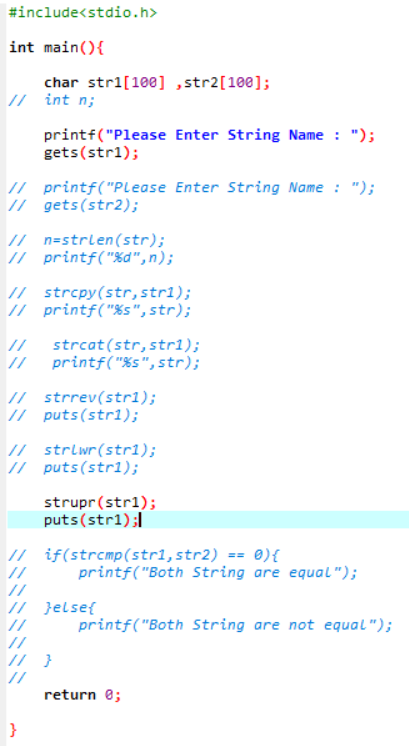 #include<stdio.h>
int main(){
char str1[100] ,str2[100];
// int n;
printf("Please Enter String Name : ");
gets(str1);
// printf("Please Enter String Name : ");
// gets(str2);
// n=strlen(str);
// printf("%d",n);
// strcpy(str,str1);
// printf("%s",str);
// strcat(str,str1);
// printf("%s",str);
// strrev(str1);
// puts(str1);
// strlwr(str1);
// puts(str1);
strupr(str1);
puts(str1);
// if(strcmp(str1,str2) == 0){
// printf("Both String are equal");
//
// }else{
// printf("Both String are not equal");
//
// }
//
return 0;
}